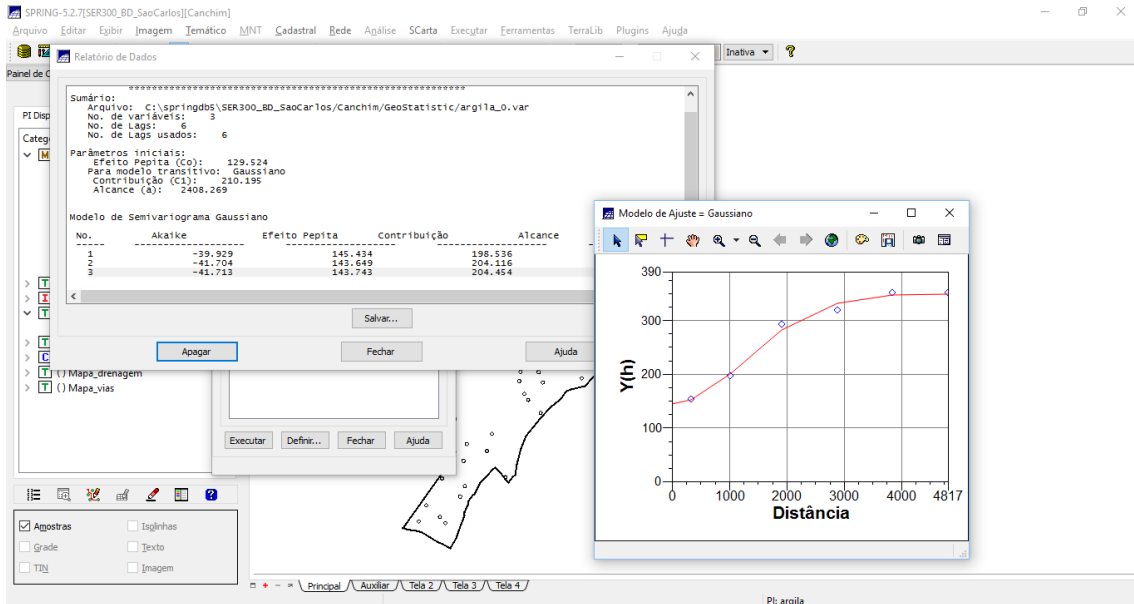 SPRING-5.2.7[SER300_BD_SaoCarlos][Canchim]
Arquivo Editar Exibir Imagem Temático MNT Cadastral Rede Análise SCarta Executar Ferramentas TerraLib Plugins Ajuda
Inativa
Painel de C
Relatório de Dados
************************************************************************
Sumário:
Arquivo: C:\springdb5\SER300_BD_SaoCarlos/Canchim/GeoStatistic/argila_0.var
No. de variáveis: 3
No. de Lags: 6
No. de Lags usados: 6
Parâmetros iniciais:
Efeito Pepita (Co): 129.524
Para modelo transitivo: Gaussiano
Contribuição (C1): 210.195
Alcance (a): 2408.269
Modelo de Semivariograma Gaussiano
No. Akaike Efeito Pepita Contribuição Alcance
1 -39.929 145.434 198.536
2 -41.704 143.649 204.116
3 -41.713 143.743 204.454
Salvar...
Apagar Fechar Ajuda
PI Disp
Categ
M
T
I
T
T
C
T () Mapa_drenagem
T () Mapa_vias
Executar Definir... Fechar Ajuda
Amostras Isolinhas
Grade Texto
TIN Imagem
Principal Auxiliar Tela 2 Tela 3 Tela 4
PI: argila
Modelo de Ajuste = Gaussiano
390
300
200
100
0
Y(h)
0 1000 2000 3000 4000 4817
Distância